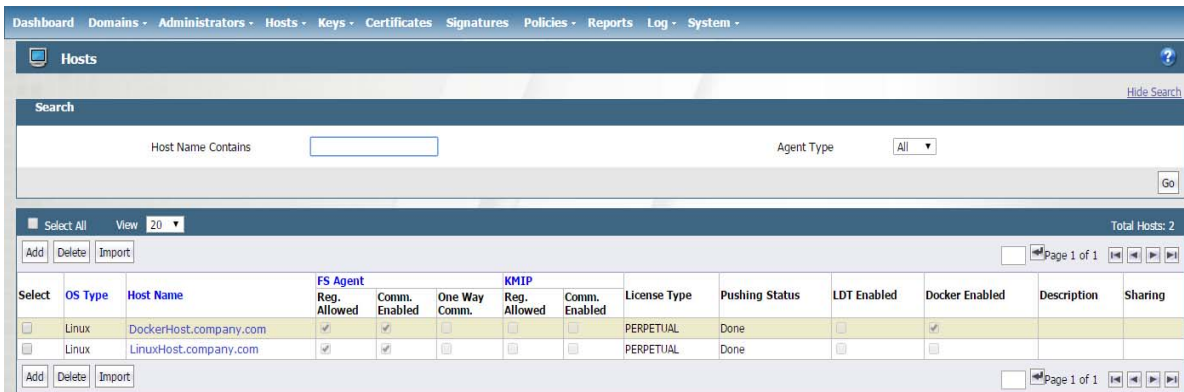 Dashboard Domains Administrators Hosts Keys Certificates Signatures Policies Reports Log System
Hosts
?
Hide Search
Search
Host Name Contains Agent Type All
Go
Select All View 20 Total Hosts: 2
Add Delete Import Page 1 of 1
Select OS Type Host Name FS Agent KMIP License Type Pushing Status LDT Enabled Docker Enabled Description Sharing
Reg. Allowed Comm. Enabled One Way Comm. Reg. Allowed Comm. Enabled
Linux DockerHost.company.com PERPETUAL Done
Linux LinuxHost.company.com PERPETUAL Done
Add Delete Import Page 1 of 1